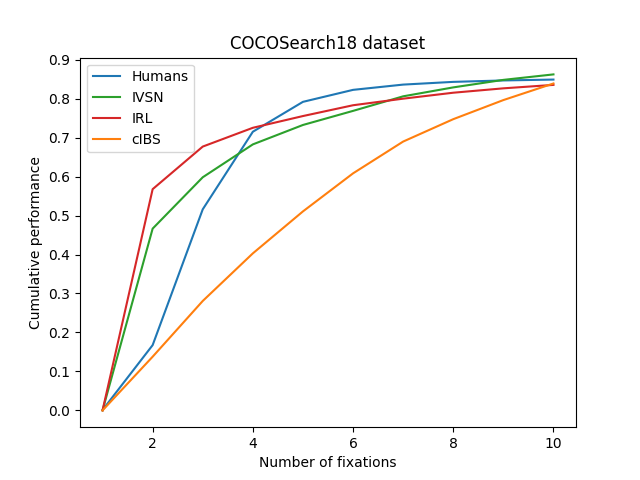 COCOSearch18 dataset
Humans
IVSN
IRL
cIBS
Cumulative performance
0.9
0.8
0.7
0.6
0.5
0.4
0.3
0.2
0.1
0.0
2 4 6 8 10
Number of fixations